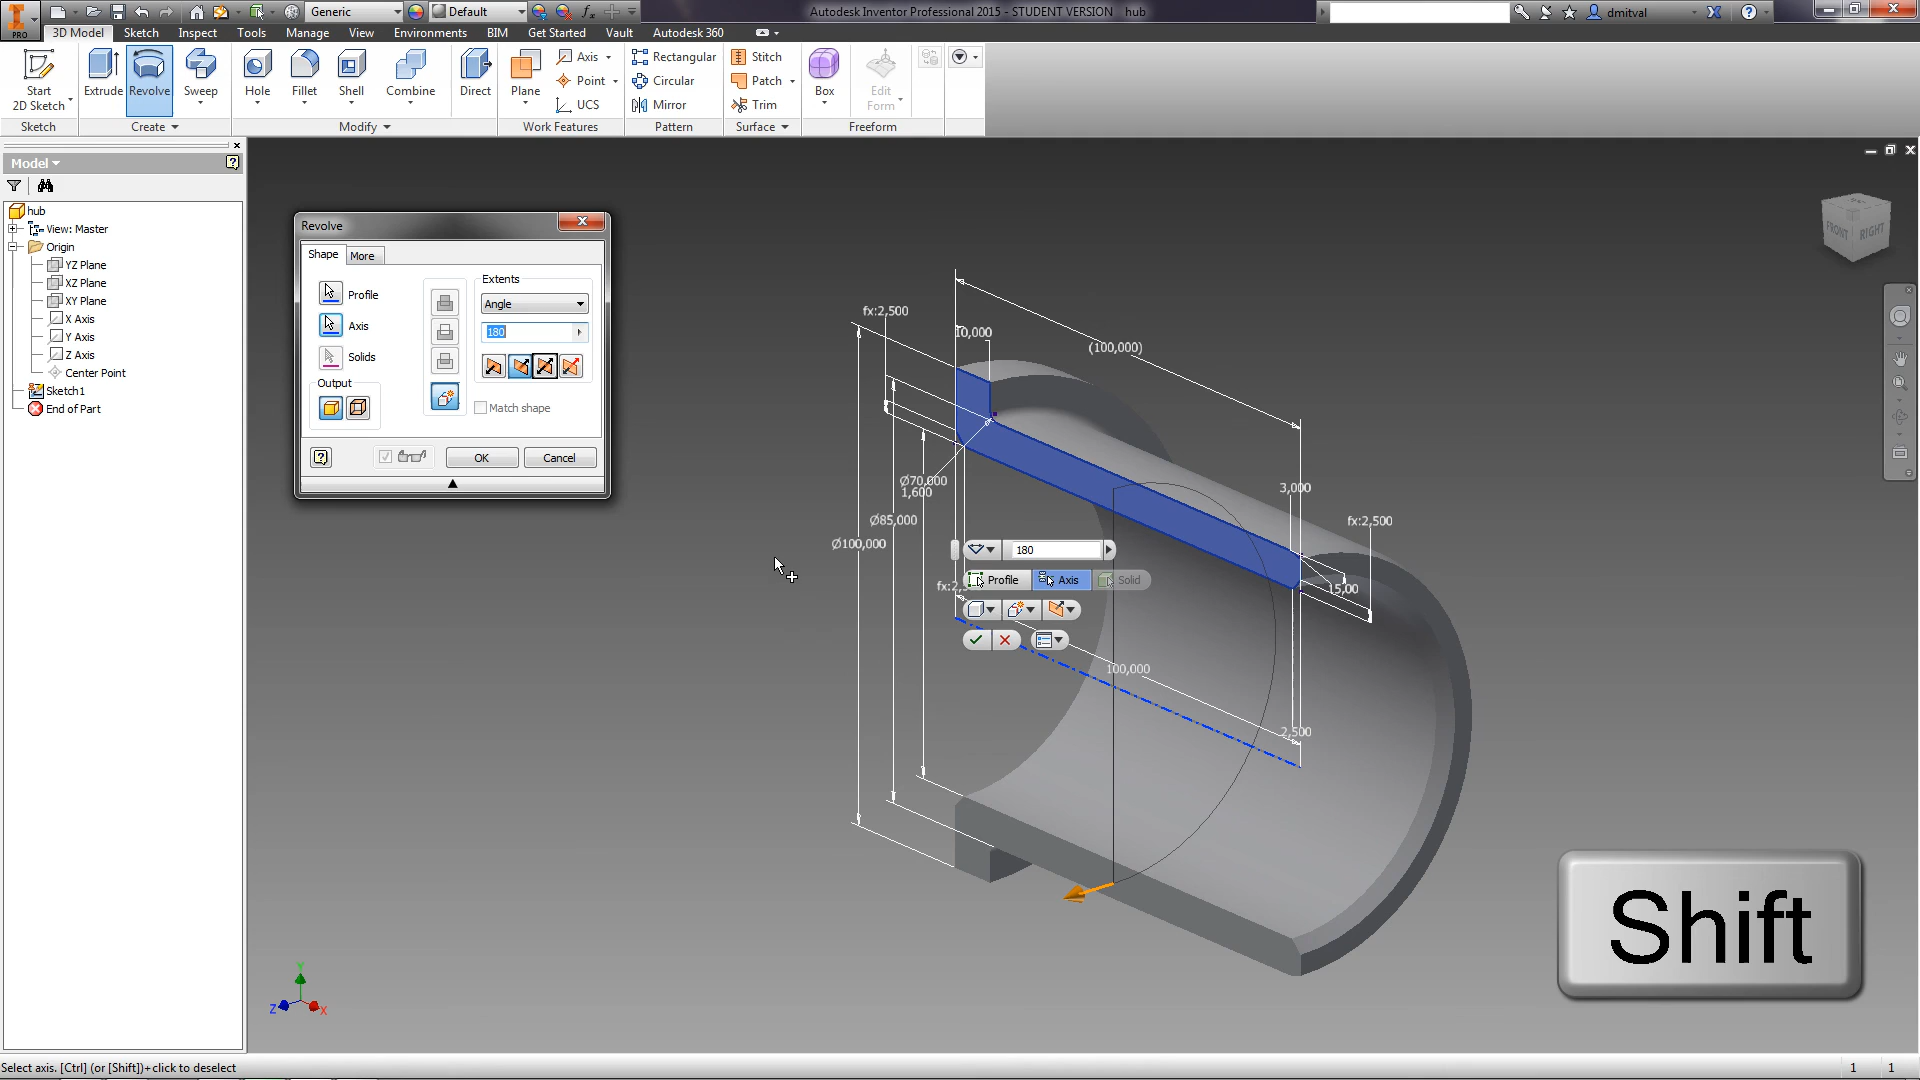 Generic
Default
Autodesk Inventor Professional 2015 - STUDENT VERSION hub
dmitval
PRO
3D Model Sketch Inspect Tools Manage View Environments BIM Get Started Vault Autodesk 360
Start
2D Sketch
Extrude
Revolve
Sweep
Hole
Fillet
Shell
Combine
Direct
Plane
Axis
Point
UCS
Rectangular
Circular
Mirror
Stitch
Patch
Trim
Box
Edit
Form
Sketch
Create
Modify
Work Features
Pattern
Surface
Freeform
Model
hub
View: Master
Origin
YZ Plane
XZ Plane
XY Plane
X Axis
Y Axis
Z Axis
Center Point
Sketch1
End of Part
Revolve
Shape
More
Profile
Axis
Solids
Output
Extents
Angle
180
Match shape
OK
Cancel
FRONT
RIGHT
fx:2,500
10,000
(100,000)
Ø70,000
1,600
Ø85,000
Ø100,000
3,000
fx:2,500
15,00
180
Profile
Axis
Solid
100,000
2,500
Shift
Y
Z
X
Select axis. [Ctrl] (or [Shift])+click to deselect
1
1